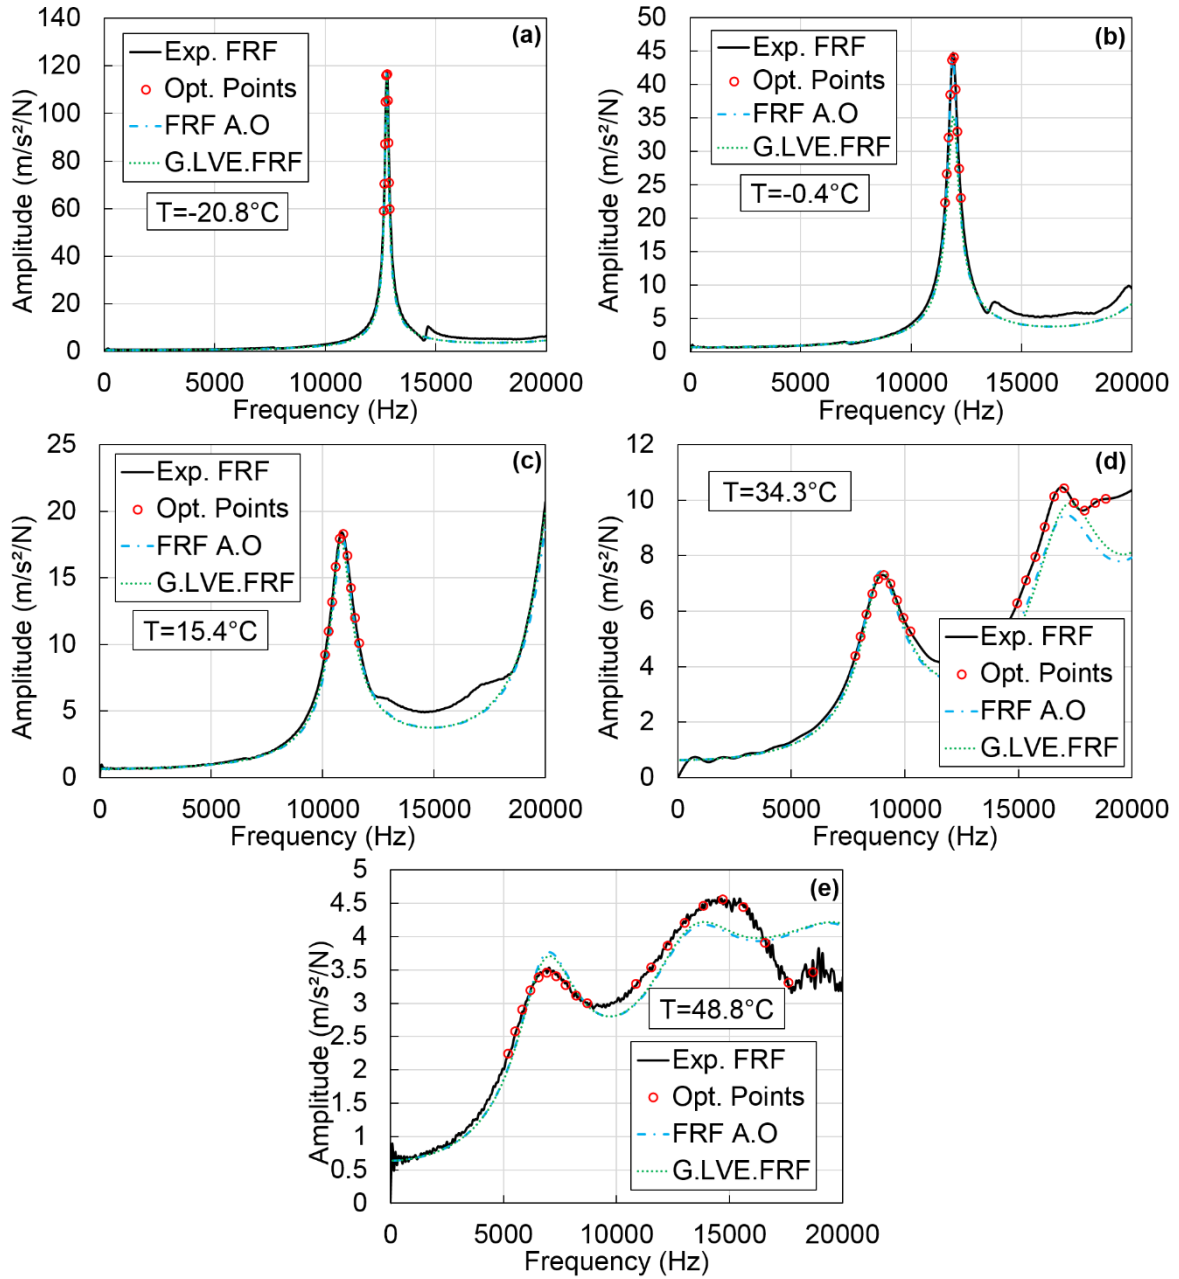 (a)
Amplitude (m/s²/N)
140
120
100
80
60
40
20
0
Exp. FRF
Opt. Points
FRF A.O
G.LVE.FRF
T=-20.8°C
0 5000 10000 15000 20000
Frequency (Hz)
(b)
Amplitude (m/s²/N)
50
45
40
35
30
25
20
15
10
5
0
Exp. FRF
Opt. Points
FRF A.O
G.LVE.FRF
T=-0.4°C
0 5000 10000 15000 20000
Frequency (Hz)
(c)
Amplitude (m/s²/N)
25
20
15
10
5
0
Exp. FRF
Opt. Points
FRF A.O
G.LVE.FRF
T=15.4°C
0 5000 10000 15000 20000
Frequency (Hz)
(d)
Amplitude (m/s²/N)
12
10
8
6
4
2
0
T=34.3°C
Exp. FRF
Opt. Points
FRF A.O
G.LVE.FRF
0 5000 10000 15000 20000
Frequency (Hz)
(e)
Amplitude (m/s²/N)
5
4.5
4
3.5
3
2.5
2
1.5
1
0.5
0
T=48.8°C
Exp. FRF
Opt. Points
FRF A.O
G.LVE.FRF
0 5000 10000 15000 20000
Frequency (Hz)